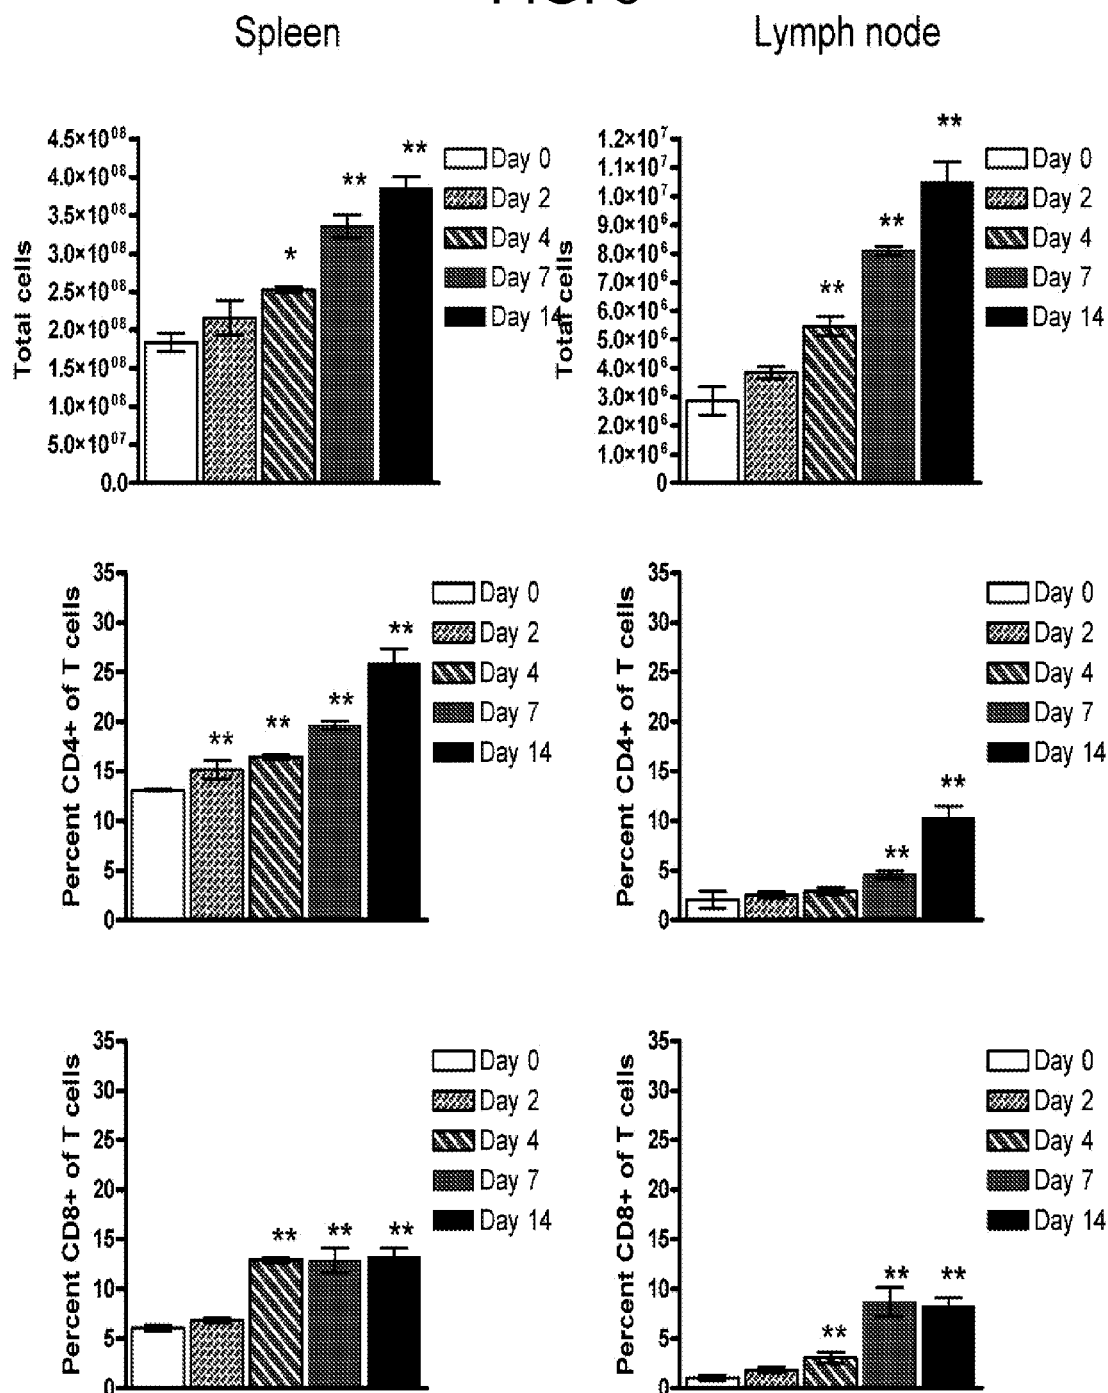 Spleen
Lymph node
Total cells
4.5×10⁰⁸
4.0×10⁰⁸
3.5×10⁰⁸
3.0×10⁰⁸
2.5×10⁰⁸
2.0×10⁰⁸
1.5×10⁰⁸
1.0×10⁰⁸
5.0×10⁰⁷
0.0
*
**
**
Day 0
Day 2
Day 4
Day 7
Day 14
Total cells
1.2×10⁷
1.1×10⁷
1.0×10⁷
9.0×10⁶
8.0×10⁶
7.0×10⁶
6.0×10⁶
5.0×10⁶
4.0×10⁶
3.0×10⁶
2.0×10⁶
1.0×10⁶
0
**
**
**
Day 0
Day 2
Day 4
Day 7
Day 14
Percent CD4+ of T cells
35
30
25
20
15
10
5
0
**
**
**
**
Day 0
Day 2
Day 4
Day 7
Day 14
Percent CD4+ of T cells
35
30
25
20
15
10
5
0
**
**
Day 0
Day 2
Day 4
Day 7
Day 14
Percent CD8+ of T cells
35
30
25
20
15
10
5
0
**
**
**
Day 0
Day 2
Day 4
Day 7
Day 14
Percent CD8+ of T cells
35
30
25
20
15
10
5
0
**
**
**
Day 0
Day 2
Day 4
Day 7
Day 14